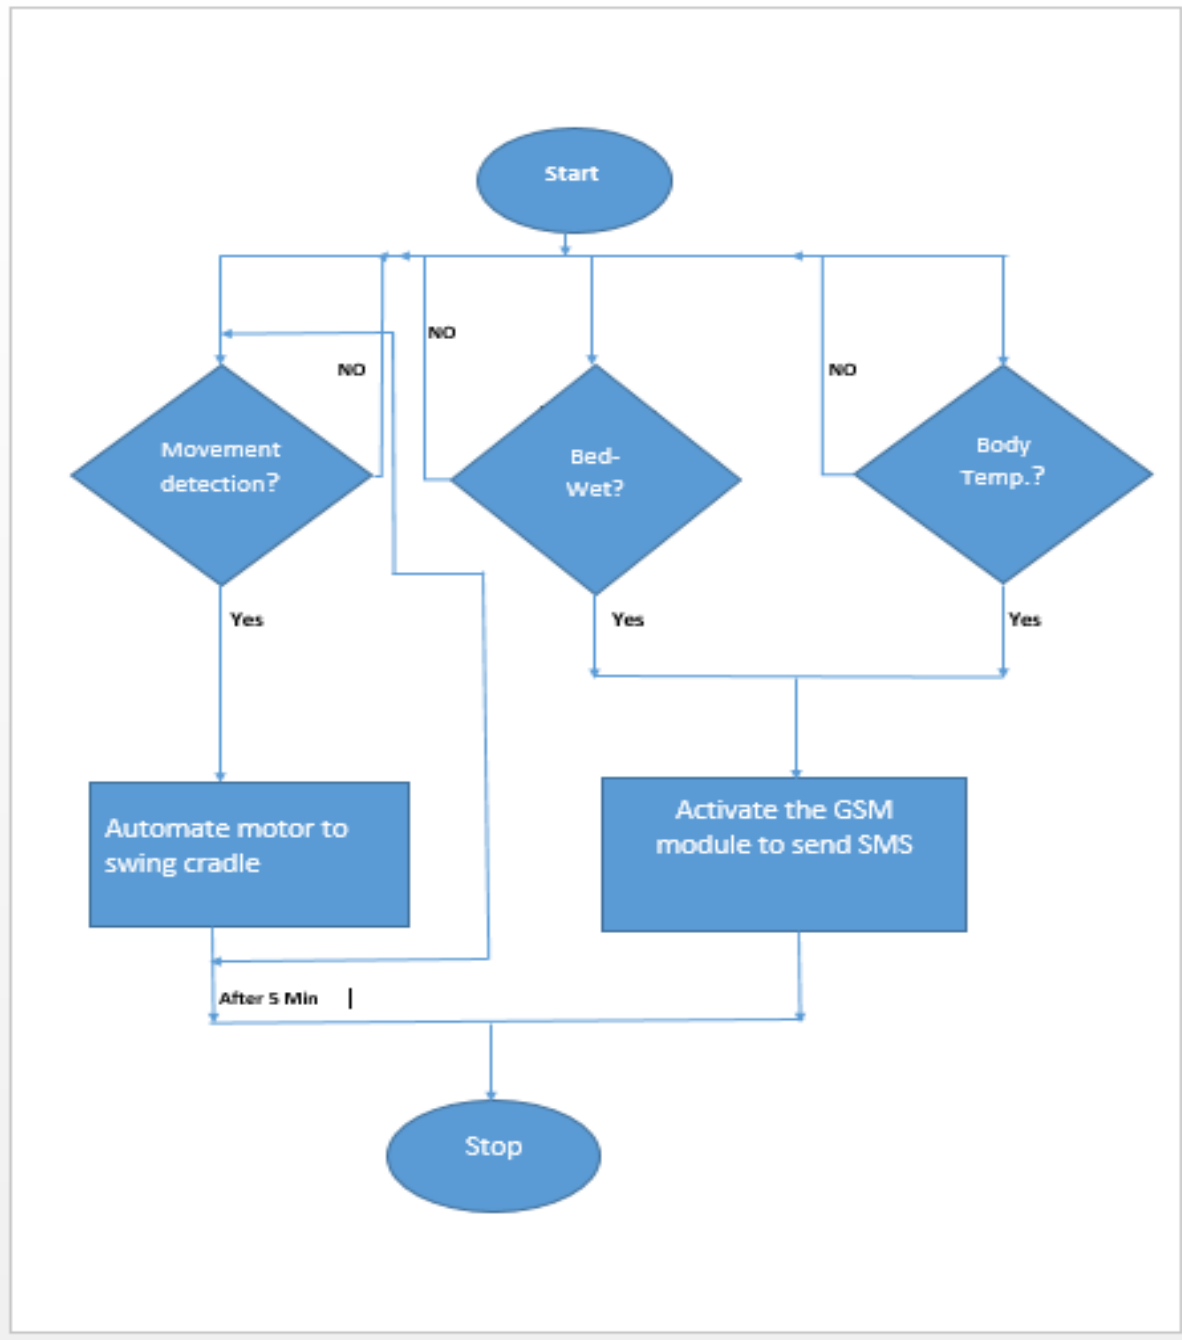 Start
NO
NO
NO
Movement
detection?
Bed-
Wet?
Body
Temp.?
Yes
Yes
Yes
Automate motor to
swing cradle
Activate the GSM
module to send SMS
After 5 Min
Stop